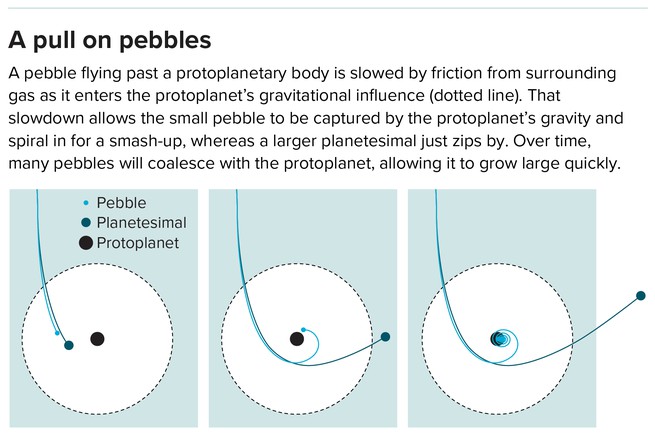 A pull on pebbles
A pebble flying past a protoplanetary body is slowed by friction from surrounding
gas as it enters the protoplanet’s gravitational influence (dotted line). That
slowdown allows the small pebble to be captured by the protoplanet’s gravity and
spiral in for a smash-up, whereas a larger planetesimal just zips by. Over time,
many pebbles will coalesce with the protoplanet, allowing it to grow large quickly.
Pebble
Planetesimal
Protoplanet